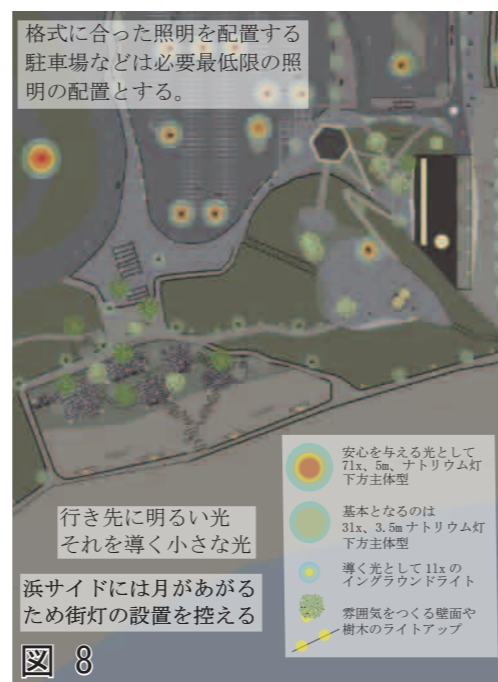 格式に合った照明を配置する
駐車場などは必要最低限の照
明の配置とする。
安心を与える光として
7lx、5m、ナトリウム灯
下方主体型
基本となるのは
3lx、3.5mナトリウム灯
下方主体型
導く光として1lxの
イングラウンドライト
雰囲気をつくる壁面や
樹木のライトアップ
行き先に明るい光
それを導く小さな光
浜サイドには月があがる
ため街灯の設置を控える
図 8